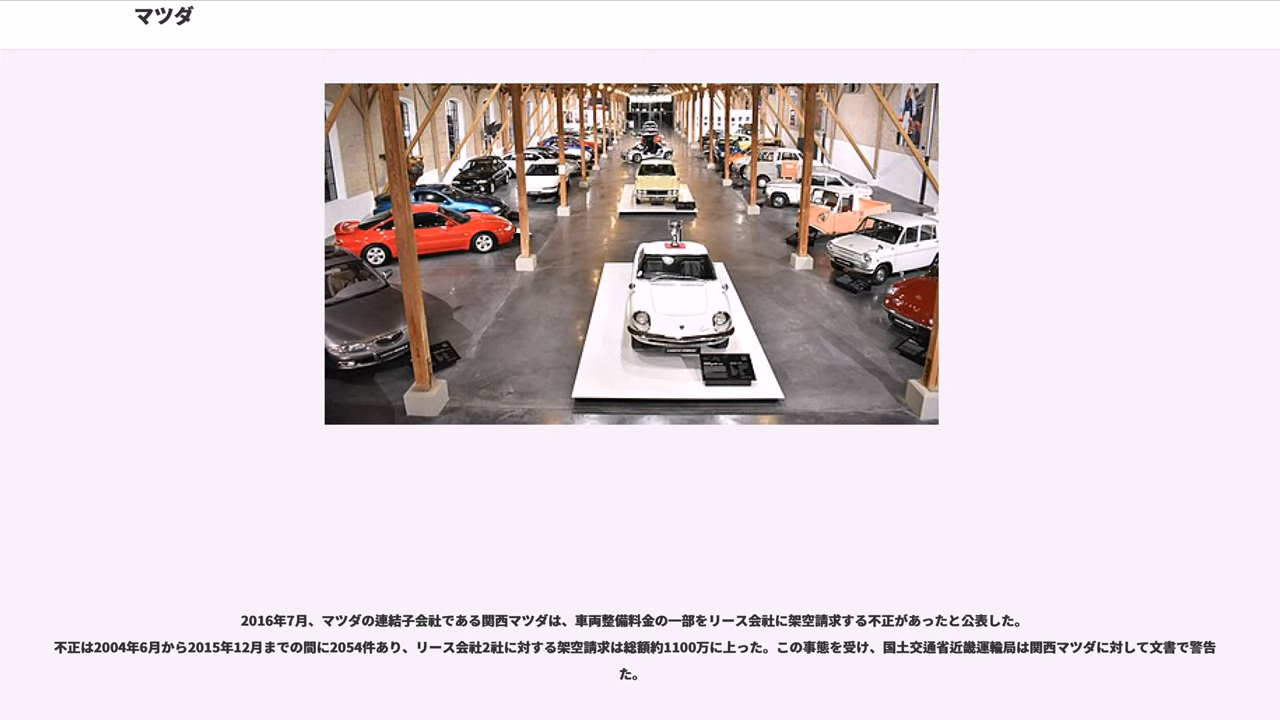 マツダ
2016年7月、マツダの連結子会社である関西マツダは、車両整備料金の一部をリース会社に架空請求する不正があったと公表した。
不正は2004年6月から2015年12月までの間に2054件あり、リース会社2社に対する架空請求は総額約1100万に上った。この事態を受け、国土交通省近畿運輸局は関西マツダに対して文書で警告
た。